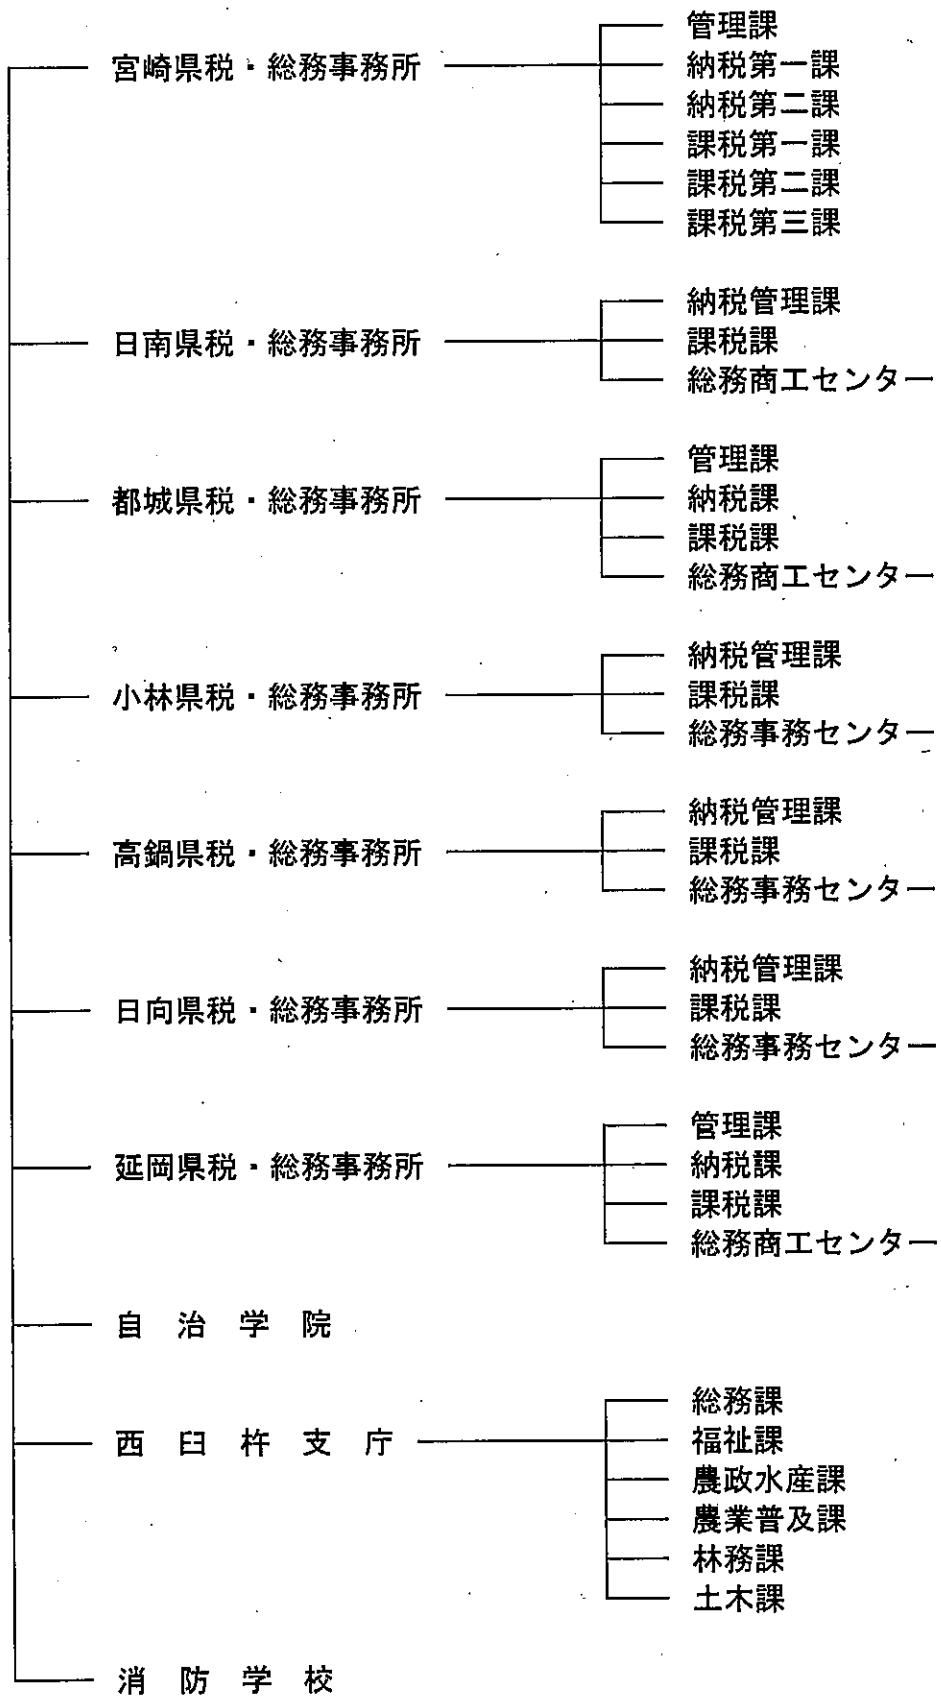 宮崎県税・総務事務所
管理課
納税第一課
納税第二課
課税第一課
課税第二課
課税第三課
日南県税・総務事務所
納税管理課
課税課
総務商工センター
都城県税・総務事務所
管理課
納税課
課税課
総務商工センター
小林県税・総務事務所
納税管理課
課税課
総務事務センター
高鍋県税・総務事務所
納税管理課
課税課
総務事務センター
日向県税・総務事務所
納税管理課
課税課
総務事務センター
延岡県税・総務事務所
管理課
納税課
課税課
総務商工センター
自治学院
西臼杵支庁
総務課
福祉課
農政水産課
農業普及課
林務課
土木課
消防学校